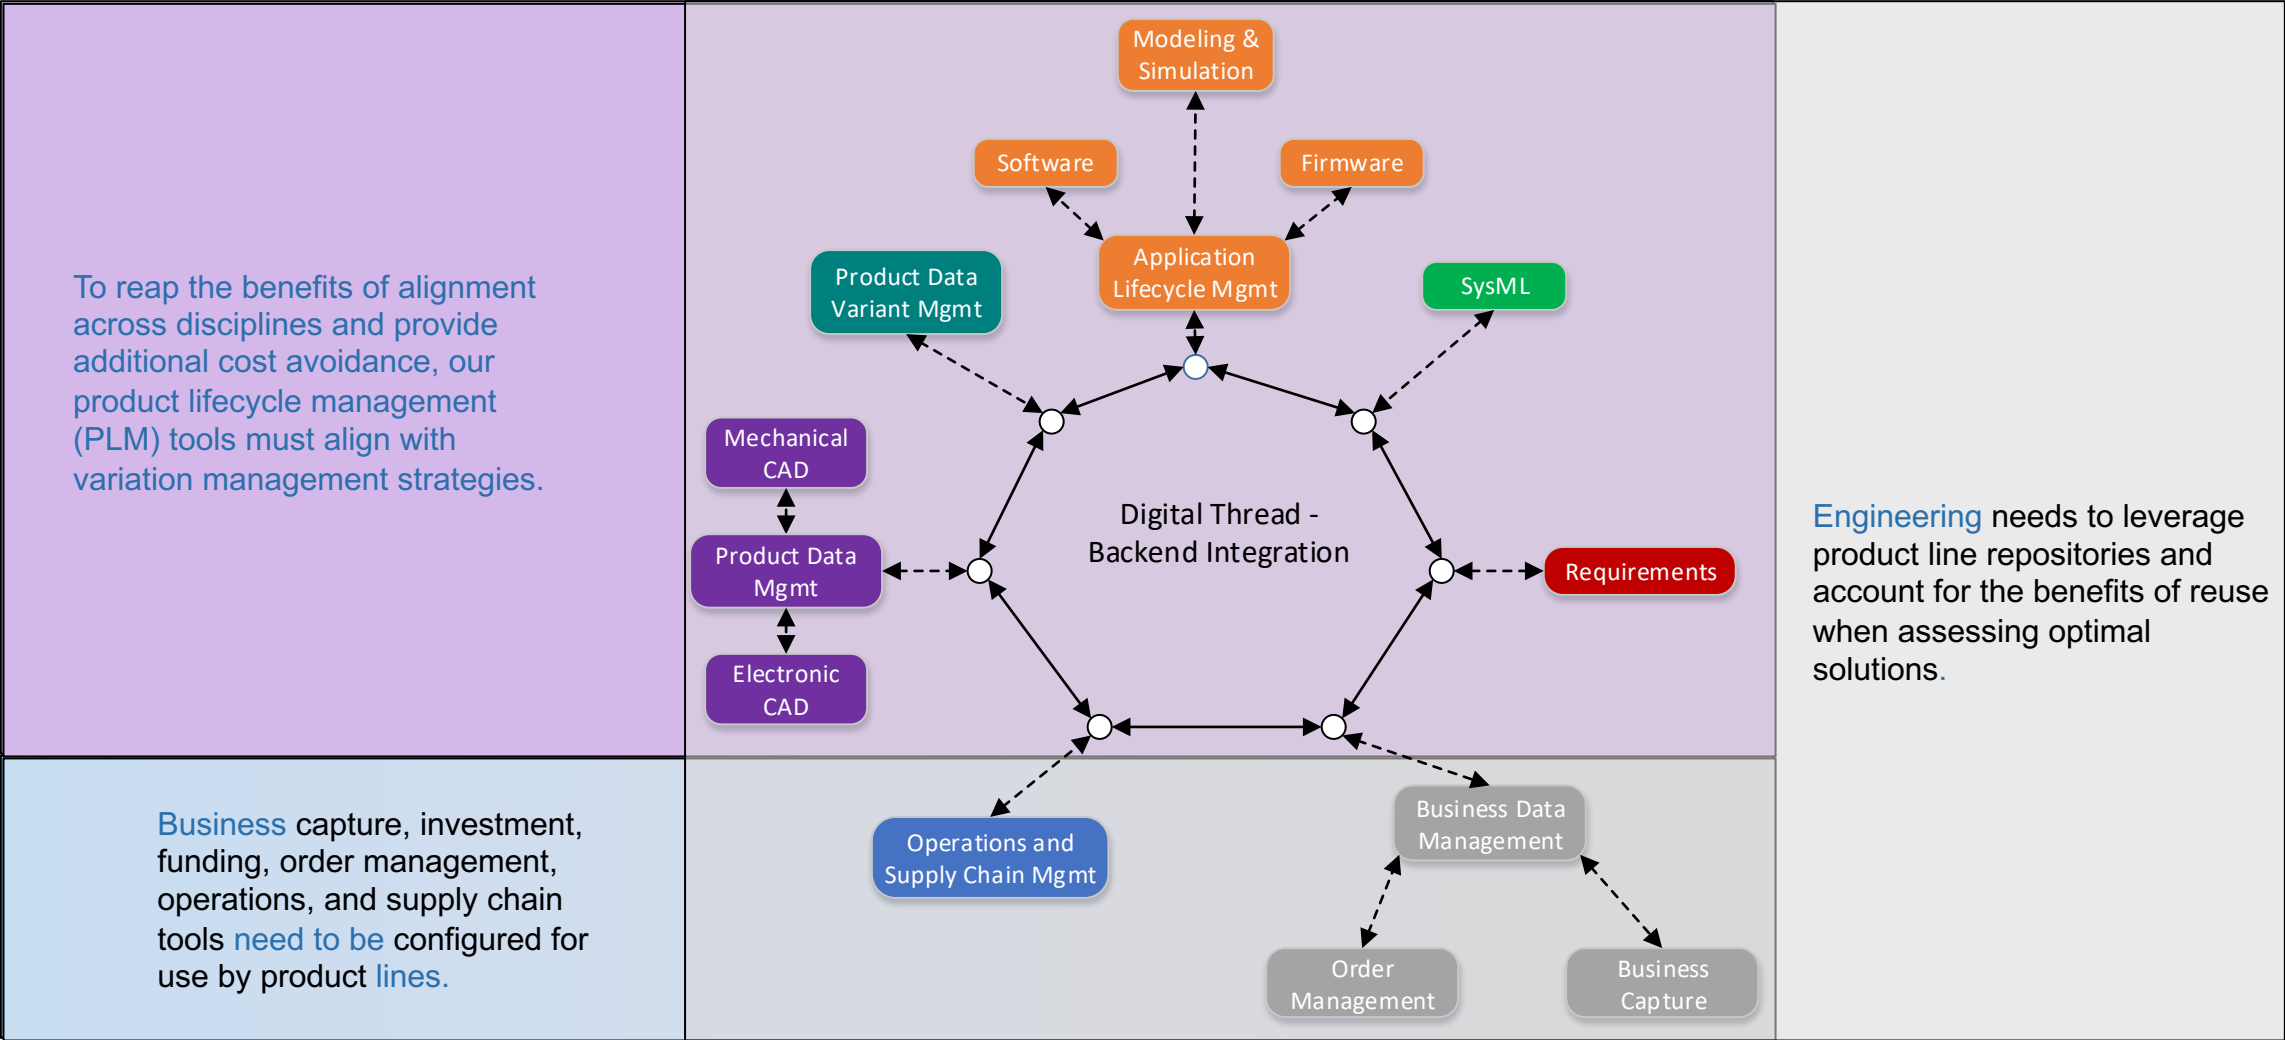 Modeling &
Simulation
Software
Firmware
Application
Lifecycle Mgmt
Product Data
Variant Mgmt
SysML
To reap the benefits of alignment
across disciplines and provide
additional cost avoidance, our
product lifecycle management
(PLM) tools must align with
variation management strategies.
Mechanical
CAD
Product Data
Mgmt
Electronic
CAD
Digital Thread -
Backend Integration
Requirements
Engineering needs to leverage
product line repositories and
account for the benefits of reuse
when assessing optimal
solutions.
Business capture, investment,
funding, order management,
operations, and supply chain
tools need to be configured for
use by product lines.
Operations and
Supply Chain Mgmt
Business Data
Management
Order
Management
Business
Capture